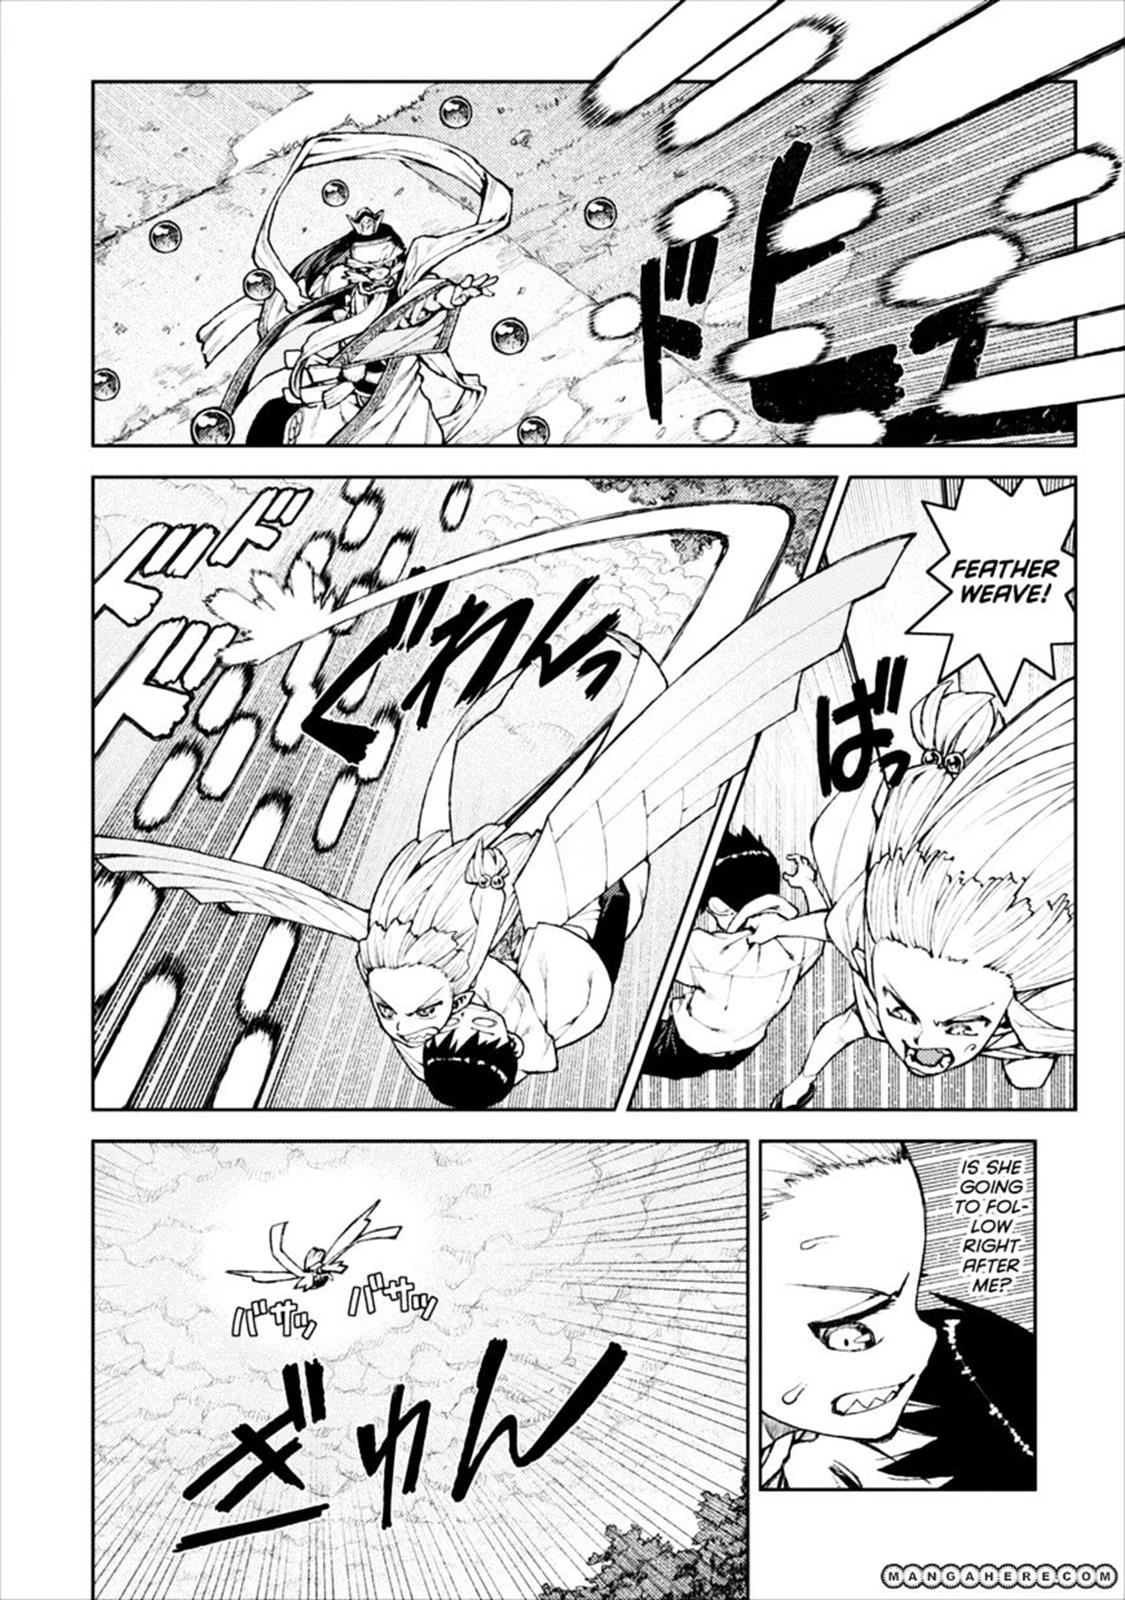 ドヒュ
FEATHER
WEAVE!
ばっ
ぐわんっ
ドド
ドド
IS SHE
GOING
TO FOL-
LOW
RIGHT
AFTER
ME?
バサッ
バサッ
ぎゅん
MANGAHERE.COM